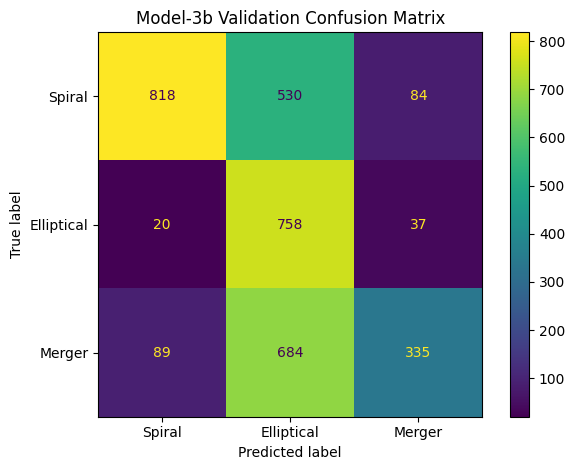 Model-3b Validation Confusion Matrix
True label
Spiral 818 530 84
Elliptical 20 758 37
Merger 89 684 335
Spiral Elliptical Merger
Predicted label
800
700
600
500
400
300
200
100